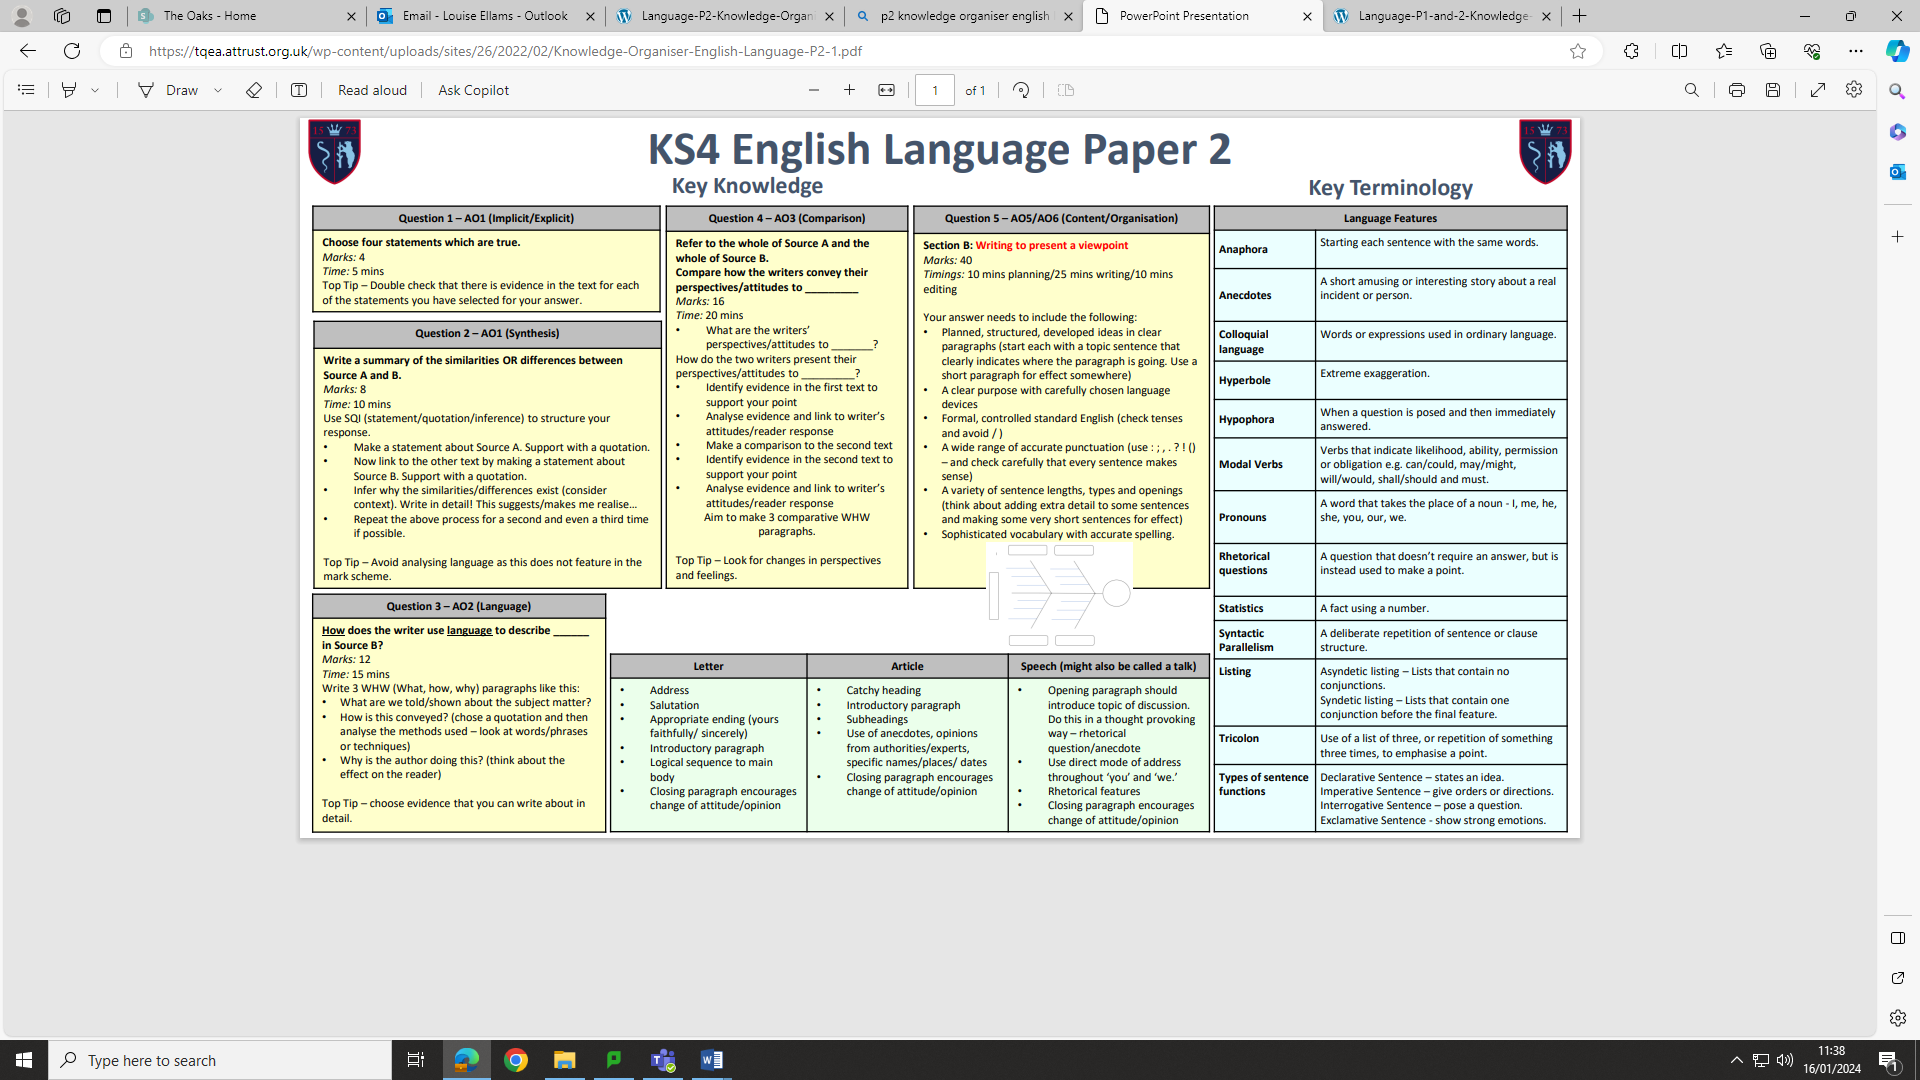 The Oaks - Home
Email - Louise Ellams - Outlook
Language-P2-Knowledge-Organi
p2 knowledge organiser english
PowerPoint Presentation
Language-P1-and-2-Knowledge-
https://tqea.attrust.org.uk/wp-content/uploads/sites/26/2022/02/Knowledge-Organiser-English-Language-P2-1.pdf
Draw
Read aloud
Ask Copilot
1
of 1
15 73
KS4 English Language Paper 2
15 73
Key Knowledge
Key Terminology
Question 1 – AO1 (Implicit/Explicit)
Choose four statements which are true.
Marks: 4
Time: 5 mins
Top Tip – Double check that there is evidence in the text for each
of the statements you have selected for your answer.
Question 2 – AO1 (Synthesis)
Write a summary of the similarities OR differences between
Source A and B.
Marks: 8
Time: 10 mins
Use SQI (statement/quotation/inference) to structure your
response.
• Make a statement about Source A. Support with a quotation.
• Now link to the other text by making a statement about
Source B. Support with a quotation.
• Infer why the similarities/differences exist (consider
context). Write in detail! This suggests/makes me realise…
• Repeat the above process for a second and even a third time
if possible.
Top Tip – Avoid analysing language as this does not feature in the
mark scheme.
Question 3 – AO2 (Language)
How does the writer use language to describe ______
in Source B?
Marks: 12
Time: 15 mins
Write 3 WHW (What, how, why) paragraphs like this:
• What are we told/shown about the subject matter?
• How is this conveyed? (chose a quotation and then
analyse the methods used – look at words/phrases
or techniques)
• Why is the author doing this? (think about the
effect on the reader)
Top Tip – choose evidence that you can write about in
detail.
Question 4 – AO3 (Comparison)
Refer to the whole of Source A and the
whole of Source B.
Compare how the writers convey their
perspectives/attitudes to _________
Marks: 16
Time: 20 mins
• What are the writers’
perspectives/attitudes to _______?
How do the two writers present their
perspectives/attitudes to _________?
• Identify evidence in the first text to
support your point
• Analyse evidence and link to writer’s
attitudes/reader response
• Make a comparison to the second text
• Identify evidence in the second text to
support your point
• Analyse evidence and link to writer’s
attitudes/reader response
Aim to make 3 comparative WHW
paragraphs.
Top Tip – Look for changes in perspectives
and feelings.
Question 5 – AO5/AO6 (Content/Organisation)
Section B: Writing to present a viewpoint
Marks: 40
Timings: 10 mins planning/25 mins writing/10 mins
editing
Your answer needs to include the following:
• Planned, structured, developed ideas in clear
paragraphs (start each with a topic sentence that
clearly indicates where the paragraph is going. Use a
short paragraph for effect somewhere)
• A clear purpose with carefully chosen language
devices
• Formal, controlled standard English (check tenses
and avoid / )
• A wide range of accurate punctuation (use : ; , . ? ! ()
– and check carefully that every sentence makes
sense)
• A variety of sentence lengths, types and openings
(think about adding extra detail to some sentences
and making some very short sentences for effect)
• Sophisticated vocabulary with accurate spelling.
Letter
• Address
• Salutation
• Appropriate ending (yours
faithfully/ sincerely)
• Introductory paragraph
• Logical sequence to main
body
• Closing paragraph encourages
change of attitude/opinion
Article
• Catchy heading
• Introductory paragraph
• Subheadings
• Use of anecdotes, opinions
from authorities/experts,
specific names/places/ dates
• Closing paragraph encourages
change of attitude/opinion
Speech (might also be called a talk)
• Opening paragraph should
introduce topic of discussion.
Do this in a thought provoking
way – rhetorical
question/anecdote
• Use direct mode of address
throughout ‘you’ and ‘we.’
• Rhetorical features
• Closing paragraph encourages
change of attitude/opinion
Language Features
Anaphora
Starting each sentence with the same words.
Anecdotes
A short amusing or interesting story about a real
incident or person.
Colloquial
language
Words or expressions used in ordinary language.
Hyperbole
Extreme exaggeration.
Hypophora
When a question is posed and then immediately
answered.
Modal Verbs
Verbs that indicate likelihood, ability, permission
or obligation e.g. can/could, may/might,
will/would, shall/should and must.
Pronouns
A word that takes the place of a noun - I, me, he,
she, you, our, we.
Rhetorical
questions
A question that doesn’t require an answer, but is
instead used to make a point.
Statistics
A fact using a number.
Syntactic
Parallelism
A deliberate repetition of sentence or clause
structure.
Listing
Asyndetic listing – Lists that contain no
conjunctions.
Syndetic listing – Lists that contain one
conjunction before the final feature.
Tricolon
Use of a list of three, or repetition of something
three times, to emphasise a point.
Types of sentence
functions
Declarative Sentence – states an idea.
Imperative Sentence – give orders or directions.
Interrogative Sentence – pose a question.
Exclamative Sentence - show strong emotions.
Type here to search
11:38
16/01/2024
1